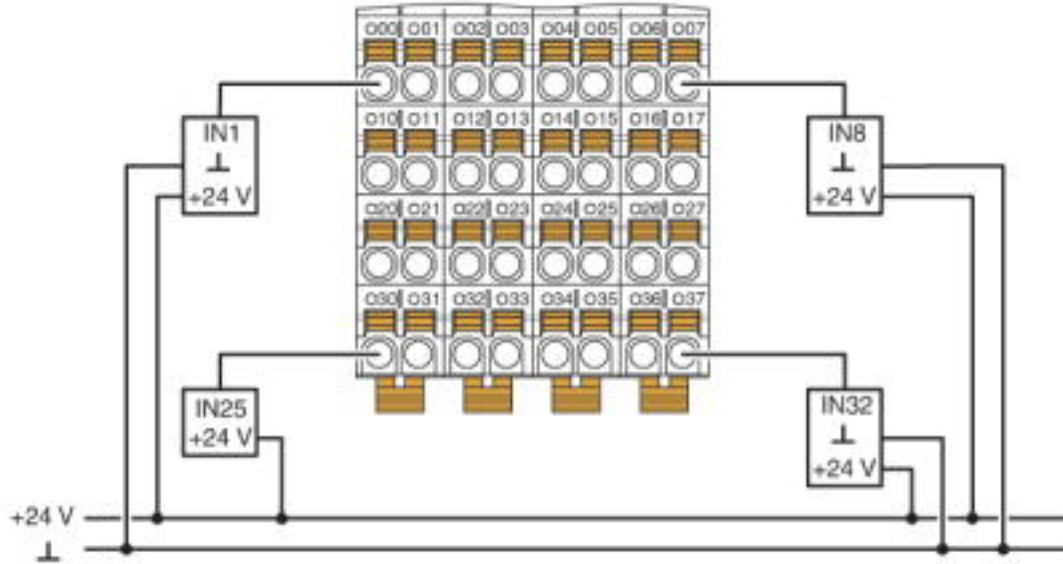 O00 O01 O02 O03 O04 O05 O06 O07
O10 O11 O12 O13 O14 O15 O16 O17
IN1
+24 V
IN8
+24 V
O20 O21 O22 O23 O24 O25 O26 O27
O30 O31 O32 O33 O34 O35 O36 O37
IN25
+24 V
IN32
+24 V
+24 V